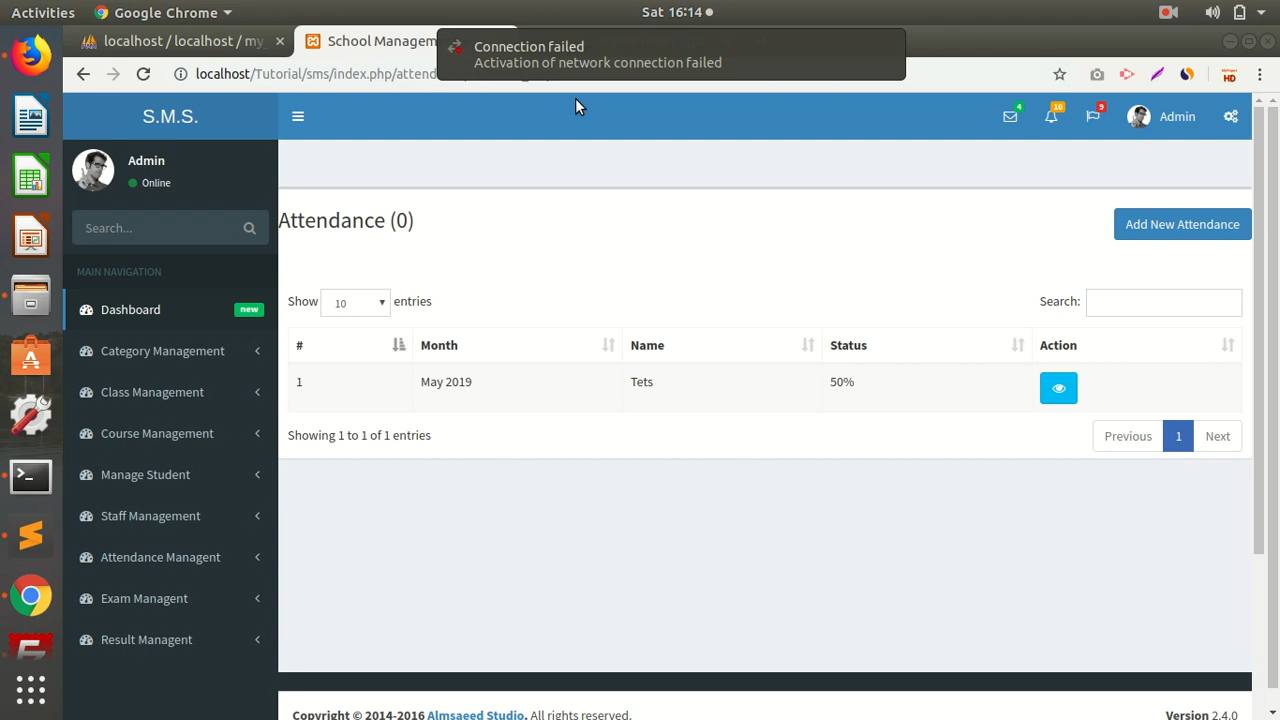 Activities
Google Chrome
Sat 16:14
localhost / localhost / my
School Managem
Connection failed
Activation of network connection failed
localhost/Tutorial/sms/index.php/attend
HD
S.M.S.
4
10
9
Admin
Admin
Online
Search...
MAIN NAVIGATION
Dashboard
new
Category Management
Class Management
Course Management
Manage Student
Staff Management
Attendance Managent
Exam Managent
Result Managent
Attendance (0)
Add New Attendance
Show 10 entries
Search:
# Month Name Status Action
1 May 2019 Tets 50%
Showing 1 to 1 of 1 entries
Previous 1 Next
Copyright © 2014-2016 Almsaeed Studio. All rights reserved.
Version 2.4.0